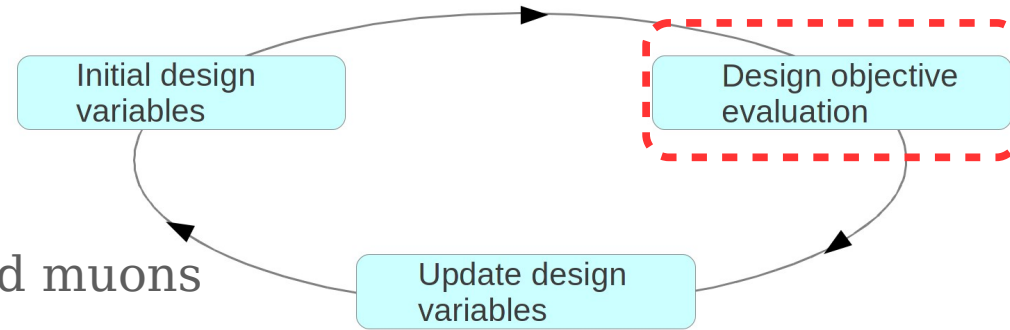 Initial design
variables
Design objective
evaluation
d muons
Update design
variables